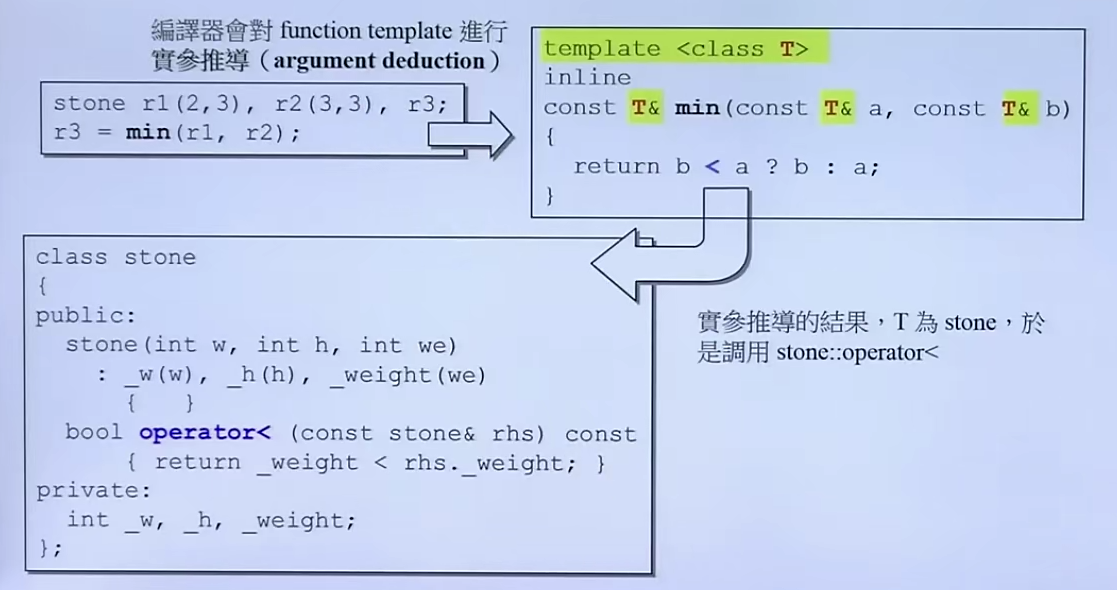 編譯器會對 function template 進行
實參推導（argument deduction）
stone r1(2,3), r2(3,3), r3;
r3 = min(r1, r2);
template <class T>
inline
const T& min(const T& a, const T& b)
{
return b < a ? b : a;
}
class stone
{
public:
stone(int w, int h, int we)
: _w(w), _h(h), _weight(we)
{ }
bool operator< (const stone& rhs) const
{ return _weight < rhs._weight; }
private:
int _w, _h, _weight;
};
實參推導的結果，T 為 stone，於
是調用 stone::operator<